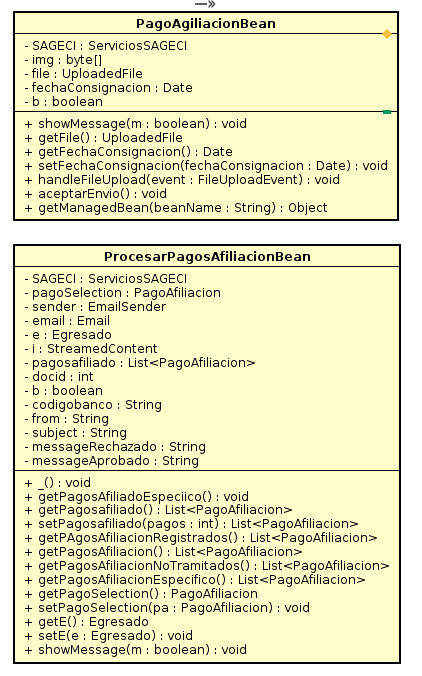 PagoAgiliacionBean
- SAGECI : ServiciosSAGECI
- img : byte[]
- file : UploadedFile
- fechaConsignacion : Date
- b : boolean
+ showMessage(m : boolean) : void
+ getFile() : UploadedFile
+ getFechaConsignacion() : Date
+ setFechaConsignacion(fechaConsignacion : Date) : void
+ handleFileUpload(event : FileUploadEvent) : void
+ aceptarEnvio() : void
+ getManagedBean(beanName : String) : Object
ProcesarPagosAfiliacionBean
- SAGECI : ServiciosSAGECI
- pagoSelection : PagoAfiliacion
- sender : EmailSender
- email : Email
- e : Egresado
- i : StreamedContent
- pagosafiliado : List<PagoAfiliacion>
- docid : int
- b : boolean
- codigobanco : String
- from : String
- subject : String
- messageRechazado : String
- messageAprobado : String
+ _() : void
+ getPagosAfiliadoEspeciico() : void
+ getPagosafiliado() : List<PagoAfiliacion>
+ setPagosafiliado(pagos : int) : List<PagoAfiliacion>
+ getPAgosAfiliacionRegistrados() : List<PagoAfiliacion>
+ getPagosAfiliacion() : List<PagoAfiliacion>
+ getPagosAfiliacionNoTramitados() : List<PagoAfiliacion>
+ getPagosAfiliacionEspecifico() : List<PagoAfiliacion>
+ getPagoSelection() : PagoAfiliacion
+ setPagoSelection(pa : PagoAfiliacion) : void
+ getE() : Egresado
+ setE(e : Egresado) : void
+ showMessage(m : boolean) : void